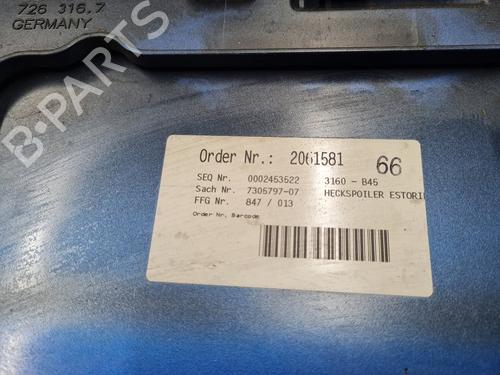 726 316.7
GERMANY
B-PARTS
Order Nr.: 2061581 66
SEQ Nr. 0002453522 3160 - B45
Sach Nr. 7305797-07 HECKSPOILER ESTORI
FFG Nr. 847 / 013
Order Nr. Barcode